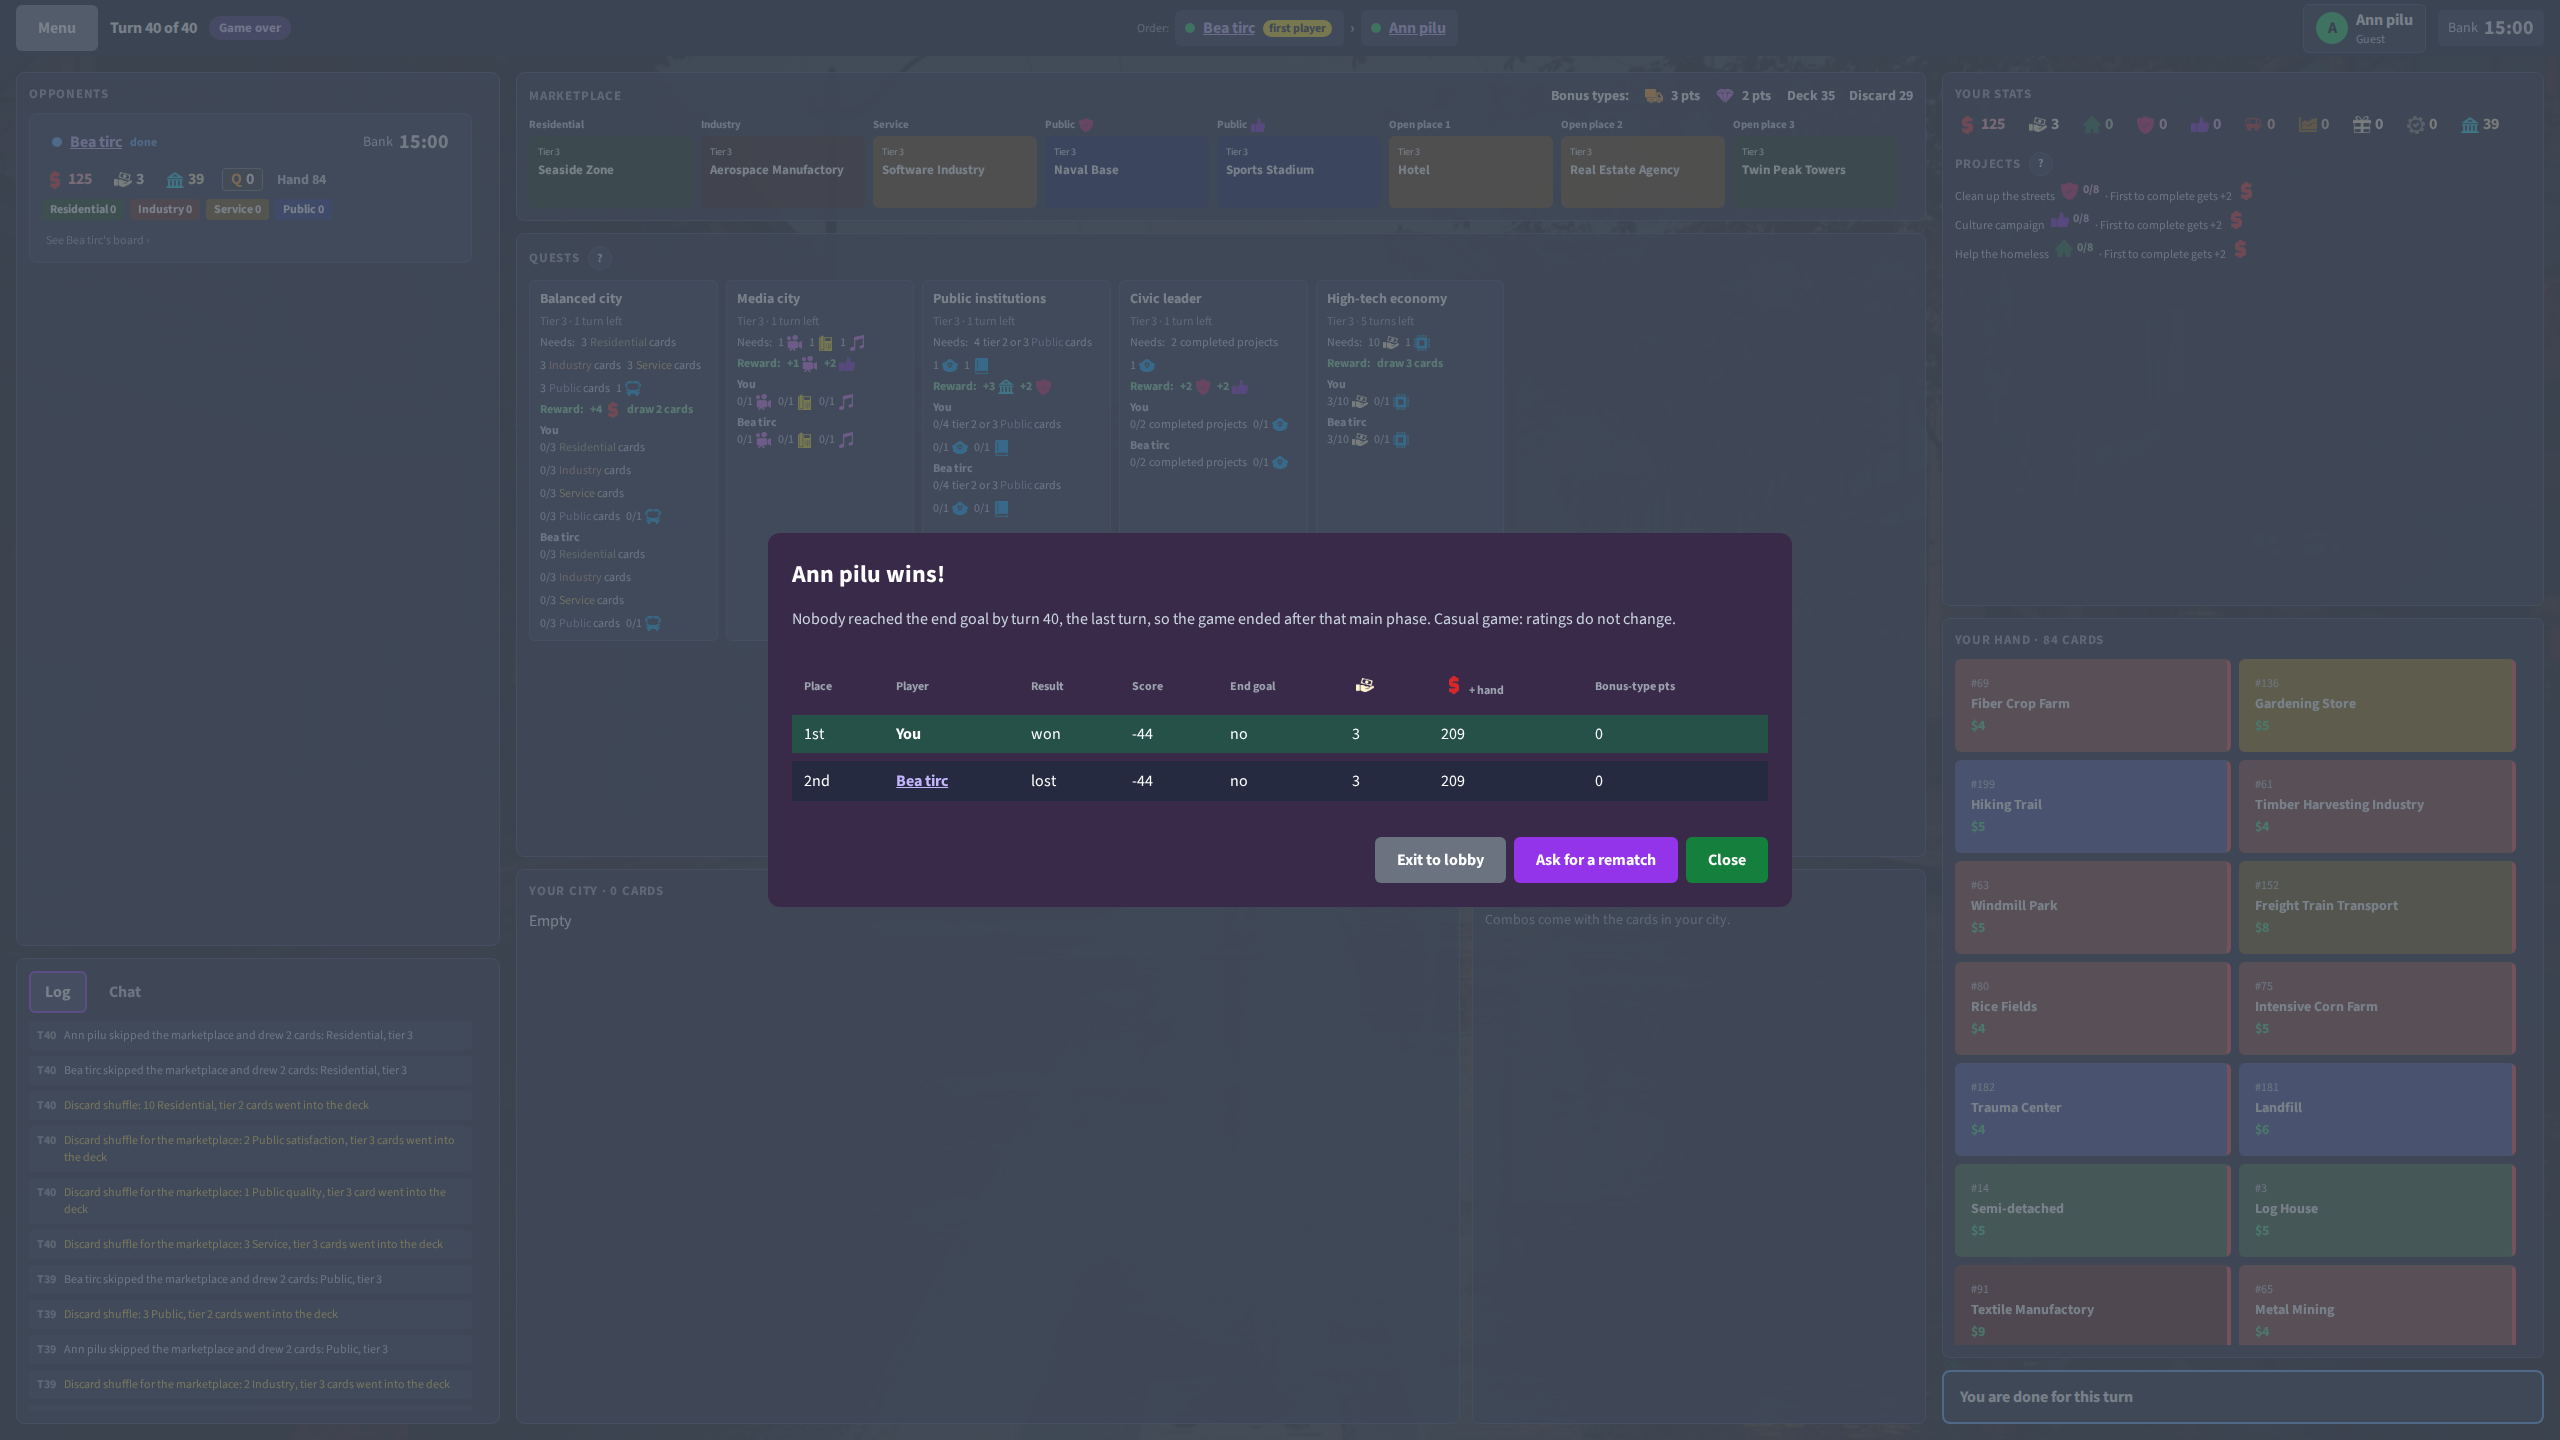 Menu
Turn 40 of 40
Game over
Order:
Bea tirc
first player
›
Ann pilu
A
Ann pilu
Guest
Bank 15:00
OPPONENTS
Bea tirc done
Bank 15:00
125 3 39 Q 0 Hand 84
Residential 0 Industry 0 Service 0 Public 0
See Bea tirc's board ›
MARKETPLACE
Bonus types: 3 pts 2 pts Deck 35 Discard 29
Residential Industry Service Public Public Open place 1 Open place 2 Open place 3
Tier 3 Tier 3 Tier 3 Tier 3 Tier 3 Tier 3 Tier 3 Tier 3
Seaside Zone Aerospace Manufactory Software Industry Naval Base Sports Stadium Hotel Real Estate Agency Twin Peak Towers
QUESTS ?
Balanced city
Tier 3 · 1 turn left
Needs: 3 Residential cards
3 Industry cards 3 Service cards
3 Public cards 1
Reward: +4 $ draw 2 cards
You
0/3 Residential cards
0/3 Industry cards
0/3 Service cards
0/3 Public cards 0/1
Bea tirc
0/3 Residential cards
0/3 Industry cards
0/3 Service cards
0/3 Public cards 0/1
Media city
Tier 3 · 1 turn left
Needs: 1 1 1
Reward: +1 +2
You
0/1 0/1 0/1
Bea tirc
0/1 0/1 0/1
Public institutions
Tier 3 · 1 turn left
Needs: 4 tier 2 or 3 Public cards
1 1
Reward: +3 +2
You
0/4 tier 2 or 3 Public cards
0/1 0/1
Bea tirc
0/4 tier 2 or 3 Public cards
0/1 0/1
Civic leader
Tier 3 · 1 turn left
Needs: 2 completed projects
1
Reward: +2 +2
You
0/2 completed projects 0/1
Bea tirc
0/2 completed projects 0/1
High-tech economy
Tier 3 · 5 turns left
Needs: 10 1
Reward: draw 3 cards
You
3/10 0/1
Bea tirc
3/10 0/1
YOUR STATS
125 3 0 0 0 0 0 0 0 39
PROJECTS ?
Clean up the streets 0/8 · First to complete gets +2 $
Culture campaign 0/8 · First to complete gets +2 $
Help the homeless 0/8 · First to complete gets +2 $
Ann pilu wins!
Nobody reached the end goal by turn 40, the last turn, so the game ended after that main phase. Casual game: ratings do not change.
Place Player Result Score End goal $ + hand Bonus-type pts
1st You won -44 no 3 209 0
2nd Bea tirc lost -44 no 3 209 0
Exit to lobby
Ask for a rematch
Close
YOUR CITY · 0 CARDS
Empty
Combos come with the cards in your city.
Log
Chat
T40 Ann pilu skipped the marketplace and drew 2 cards: Residential, tier 3
T40 Bea tirc skipped the marketplace and drew 2 cards: Residential, tier 3
T40 Discard shuffle: 10 Residential, tier 2 cards went into the deck
T40 Discard shuffle for the marketplace: 2 Public satisfaction, tier 3 cards went into
the deck
T40 Discard shuffle for the marketplace: 1 Public quality, tier 3 card went into the
deck
T40 Discard shuffle for the marketplace: 3 Service, tier 3 cards went into the deck
T39 Bea tirc skipped the marketplace and drew 2 cards: Public, tier 3
T39 Discard shuffle: 3 Public, tier 2 cards went into the deck
T39 Ann pilu skipped the marketplace and drew 2 cards: Public, tier 3
T39 Discard shuffle for the marketplace: 2 Industry, tier 3 cards went into the deck
YOUR HAND · 84 CARDS
#69
Fiber Crop Farm
$4
#136
Gardening Store
$5
#199
Hiking Trail
$5
#61
Timber Harvesting Industry
$4
#63
Windmill Park
$5
#152
Freight Train Transport
$8
#80
Rice Fields
$4
#75
Intensive Corn Farm
$5
#182
Trauma Center
$4
#181
Landfill
$6
#14
Semi-detached
$5
#3
Log House
$5
#91
Textile Manufactory
$9
#65
Metal Mining
$4
You are done for this turn